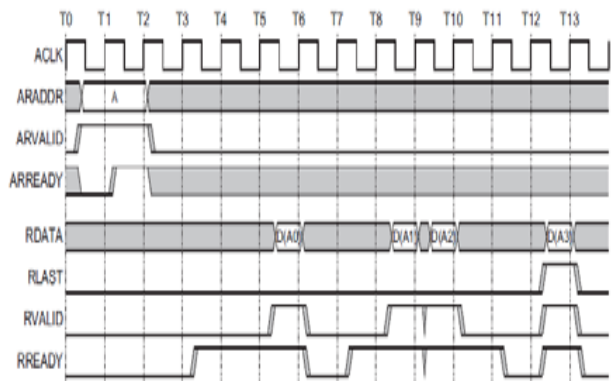 T0 T1 T2 T3 T4 T5 T6 T7 T8 T9 T10 T11 T12 T13
ACLK
ARADDR A
ARVALID
ARREADY
RDATA D(A0) D(A1) D(A2) D(A3)
RLAST
RVALID
RREADY